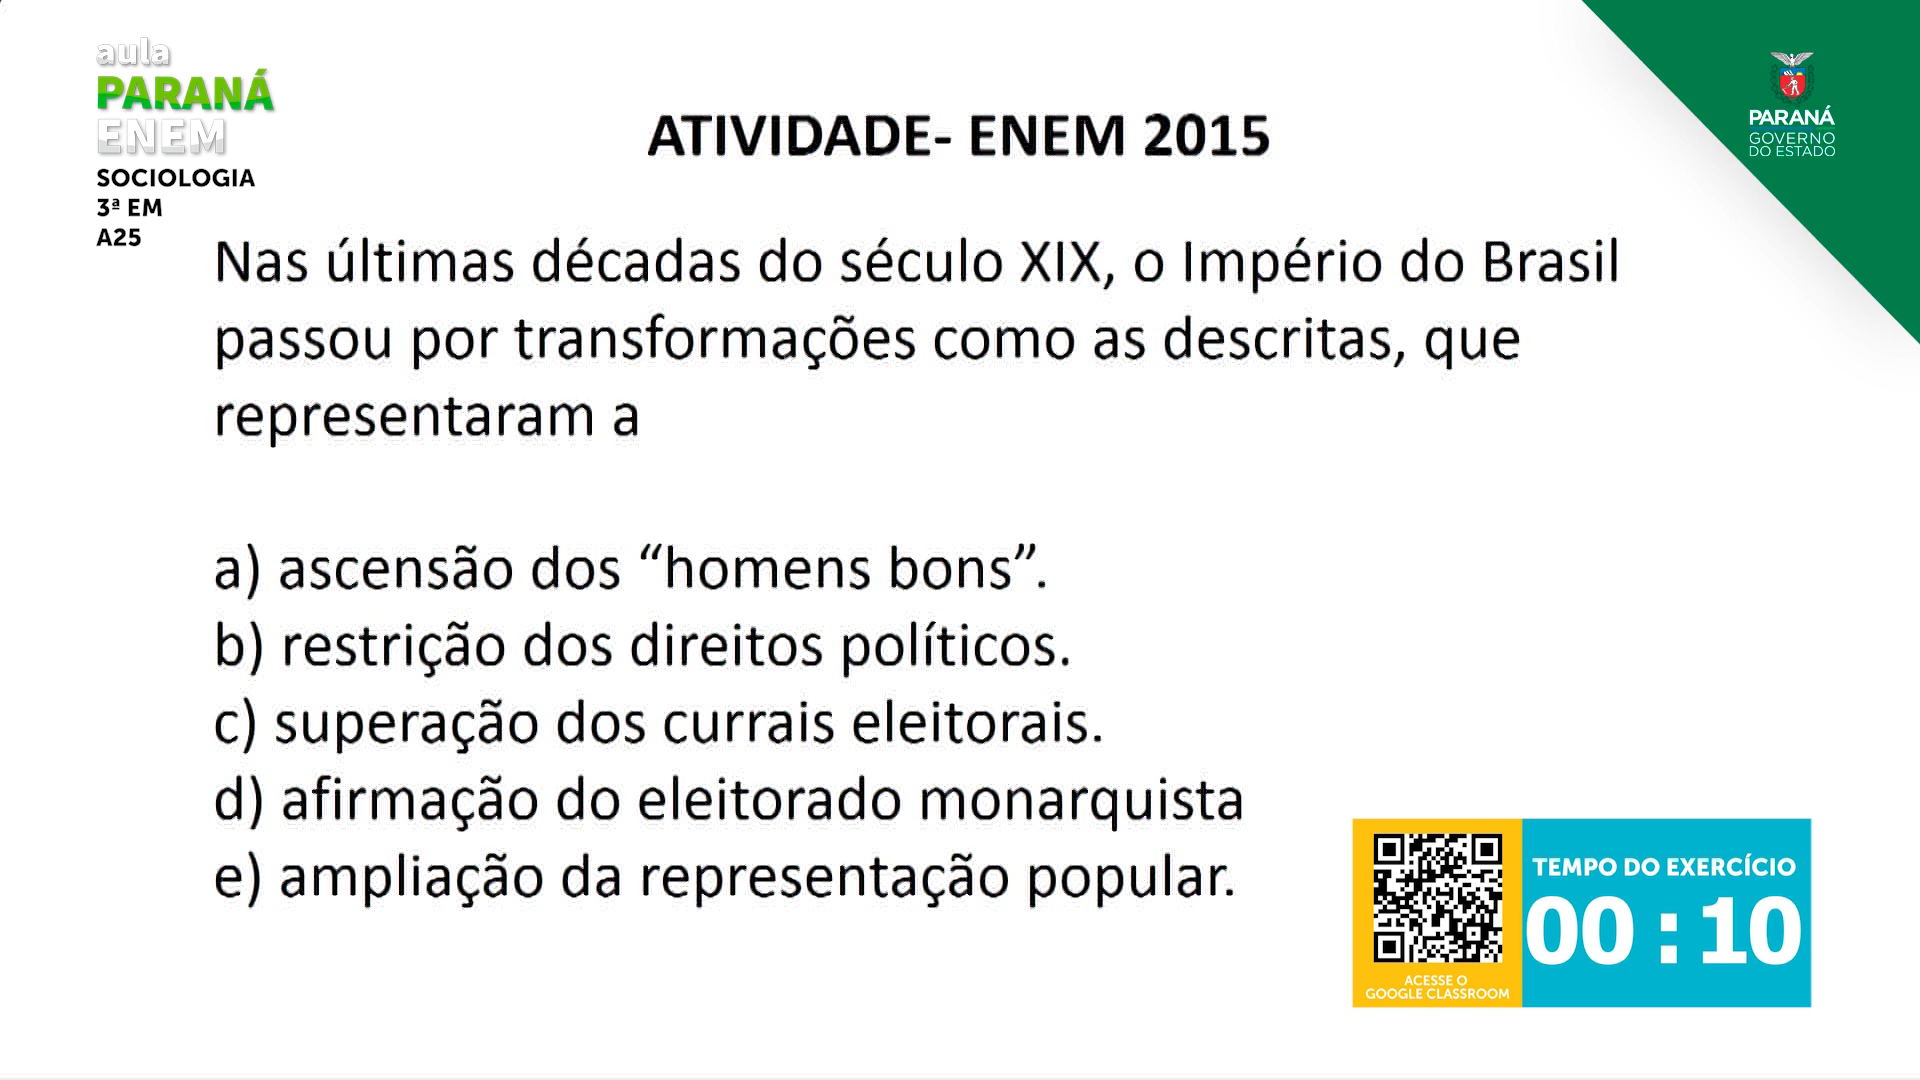 aula
PARANÁ
ENEM
SOCIOLOGIA
3ª EM
A25
PARANÁ
GOVERNO
DO ESTADO
ATIVIDADE- ENEM 2015
Nas últimas décadas do século XIX, o Império do Brasil
passou por transformações como as descritas, que
representaram a
a) ascensão dos “homens bons”.
b) restrição dos direitos políticos.
c) superação dos currais eleitorais.
d) afirmação do eleitorado monarquista
e) ampliação da representação popular.
ACESSE O
GOOGLE CLASSROOM
TEMPO DO EXERCÍCIO
00 : 10